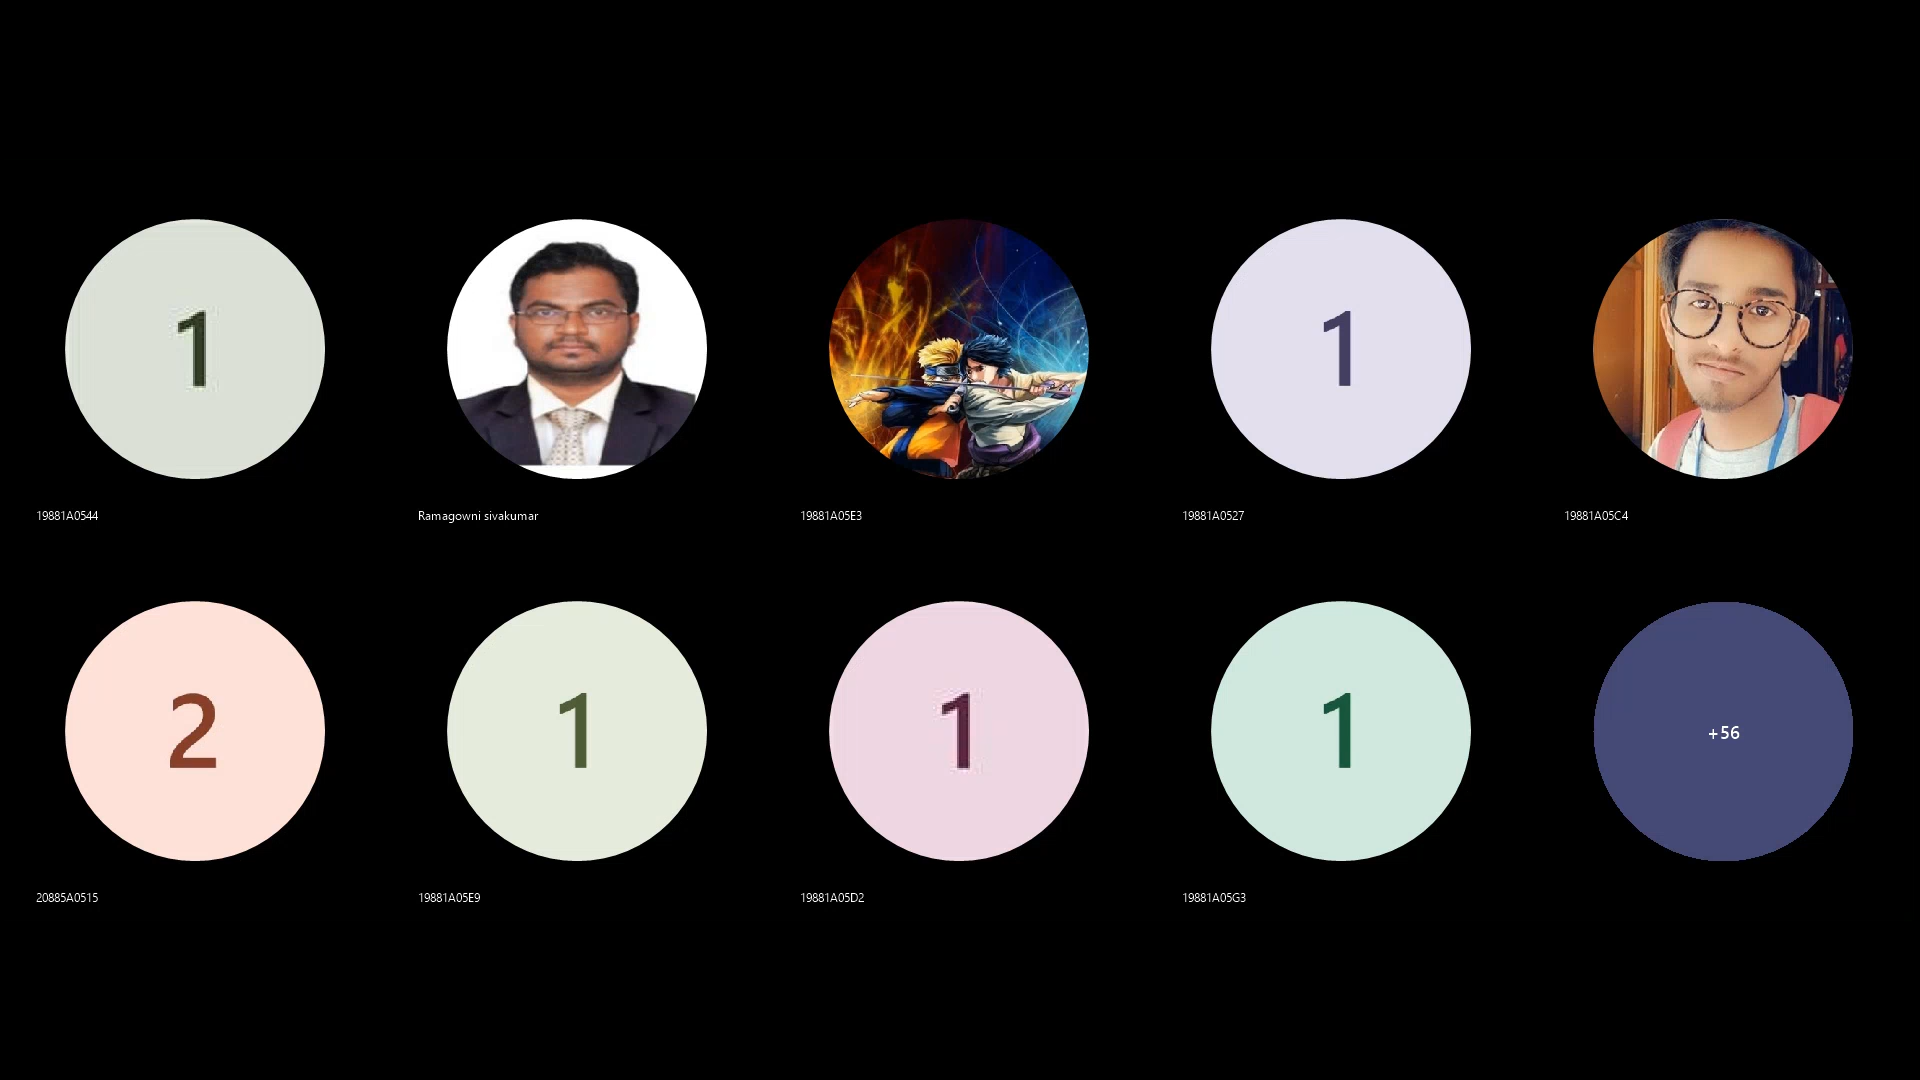 1
1
19881A0544
Ramagowni sivakumar
19881A05E3
19881A0527
19881A05C4
2
1
1
1
+56
20885A0515
19881A05E9
19881A05D2
19881A05G3